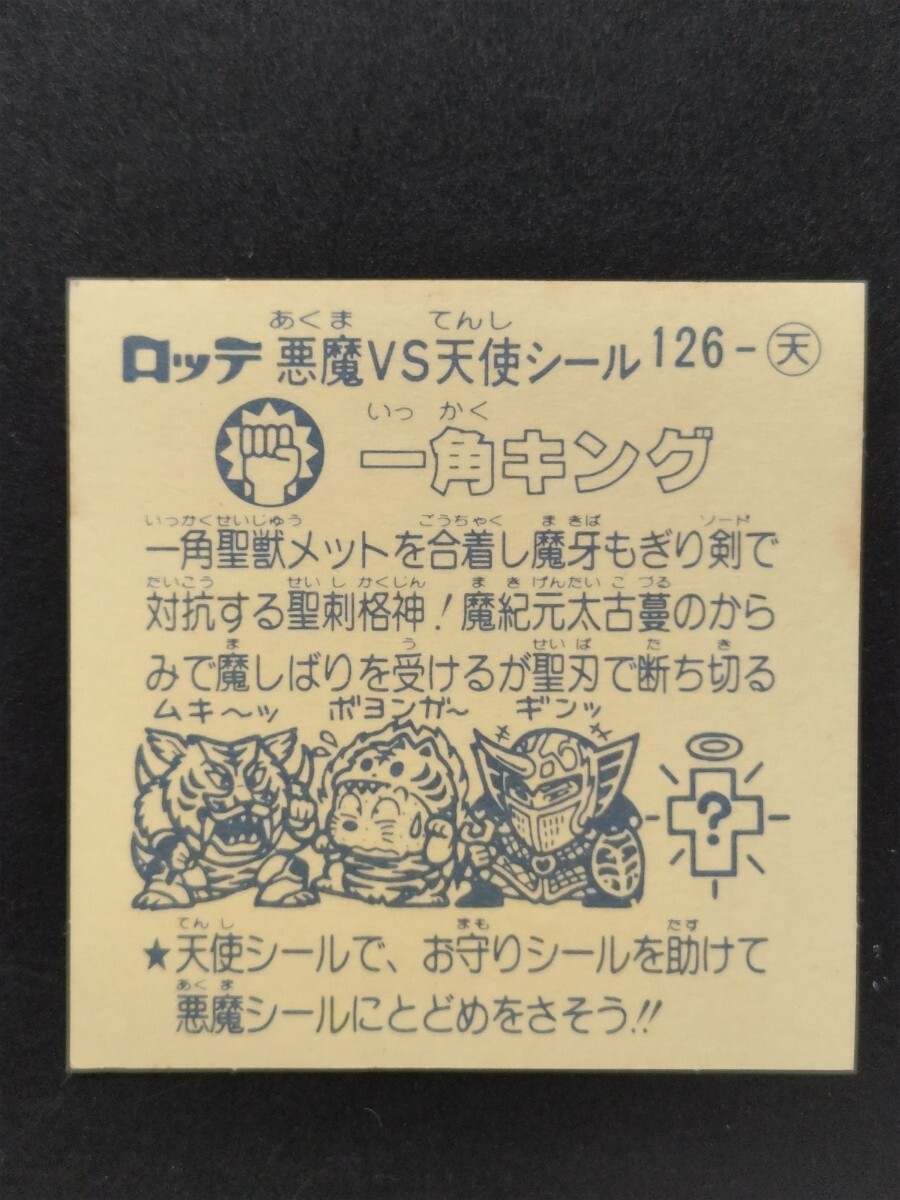 あくま てんし
ロッテ 悪魔VS天使シール 126-天
いっ かく
一角キング
いっかくせいじゅう ごうちゃく まきば ソード
一角聖獣メットを合着し魔牙もぎり剣で
たいこう せいしかくじん まきげんたいこづる
対抗する聖刺格神!魔紀元太古蔓のから
ま う せいば た き
みで魔しばりを受けるが聖刃で断ち切る
ムキ〜ッ ボヨンガ〜 ギンッ
?
てんし まも たす
★天使シールで、お守りシールを助けて
あくま
悪魔シールにとどめをさそう!!